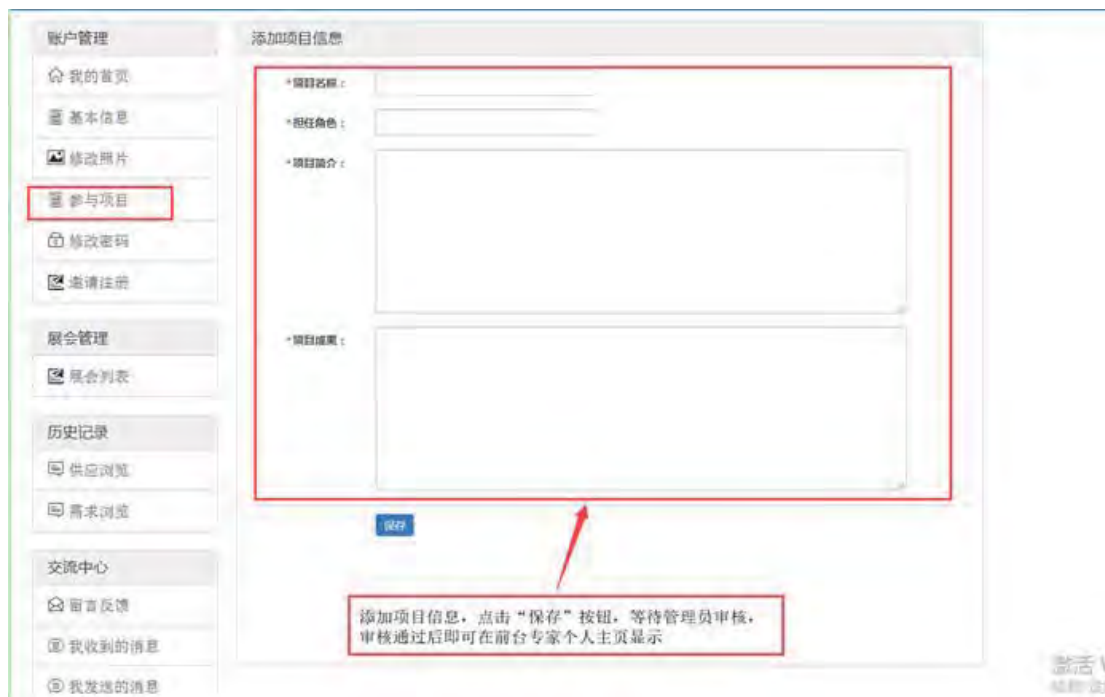 账户管理
我的首页
基本信息
修改照片
参与项目
修改密码
邀请注册
展会管理
展会列表
历史记录
供应浏览
需求浏览
交流中心
留言反馈
我收到的消息
我发送的消息
添加项目信息
*项目名称：
*担任角色：
*项目简介：
*项目成果：
保存
添加项目信息，点击“保存”按钮，等待管理员审核，
审核通过后即可在前台专家个人主页显示
激活 W